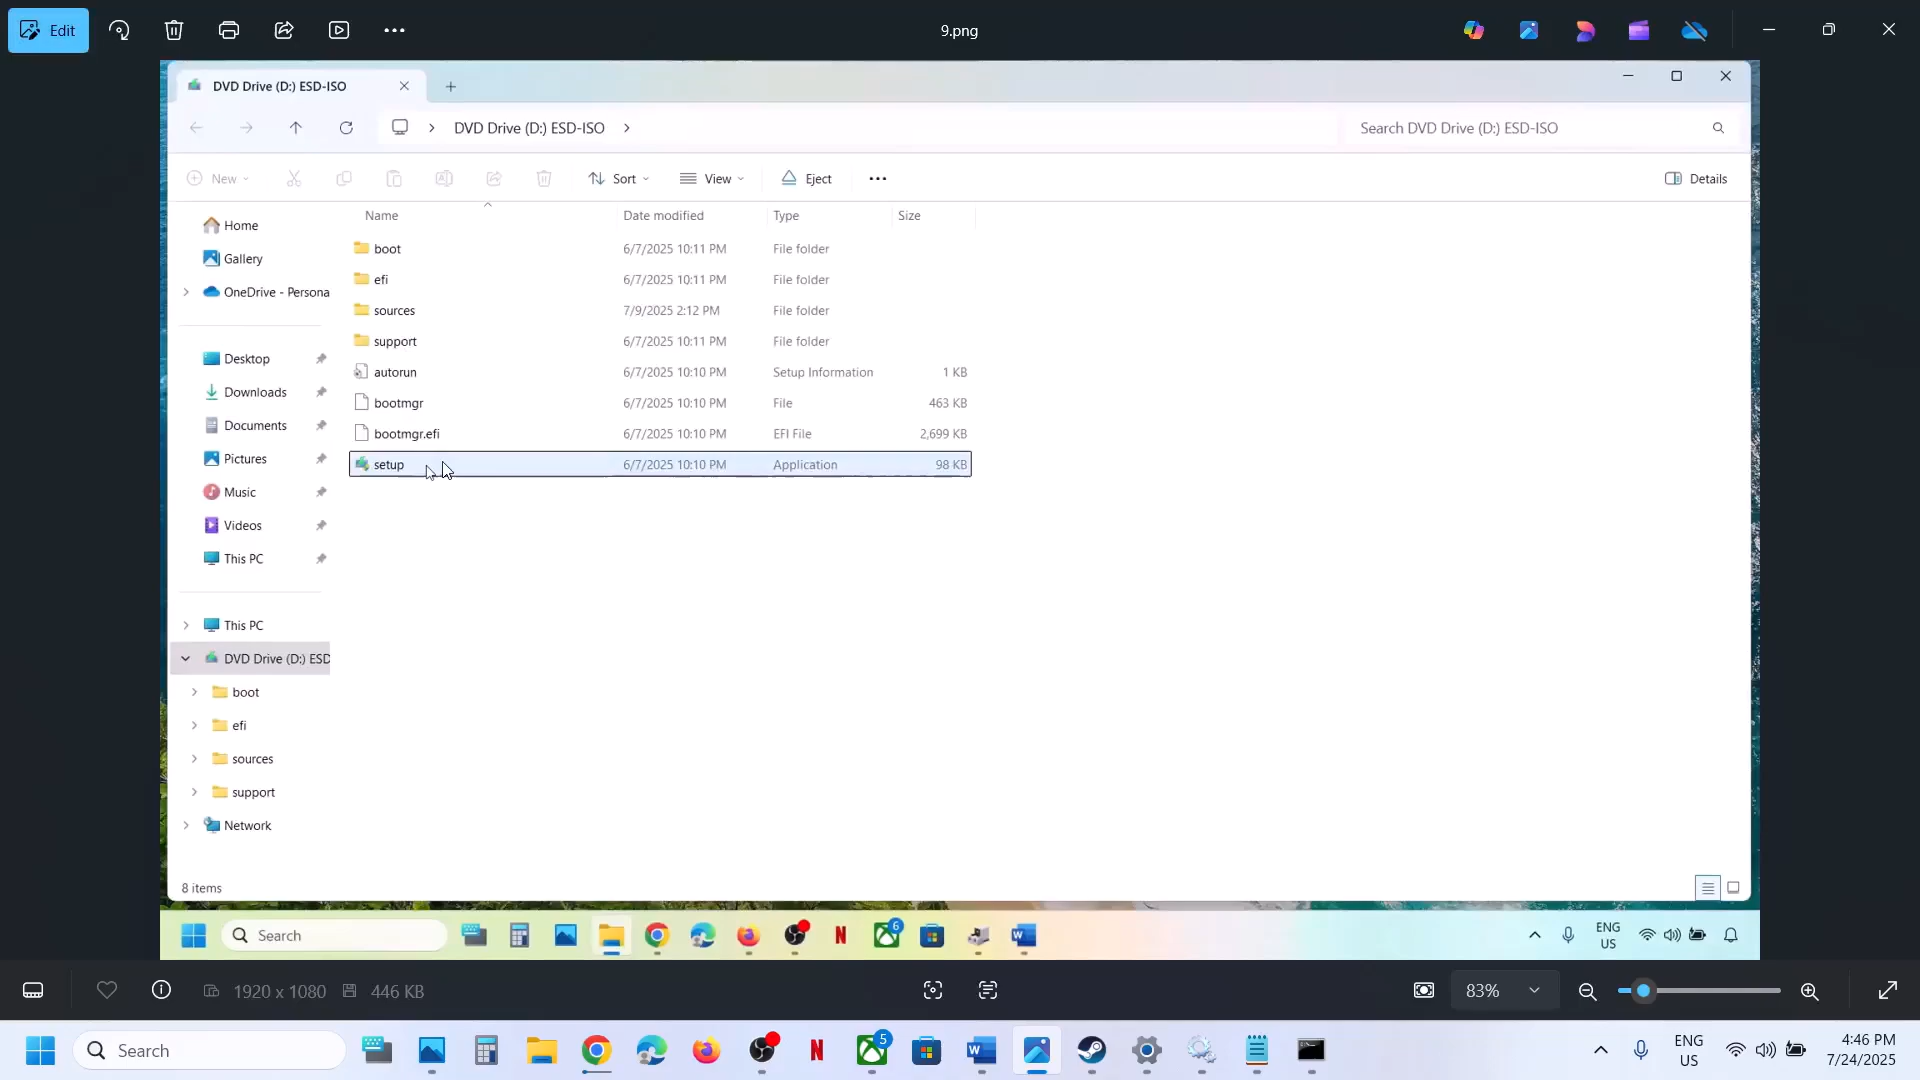 Edit
9.png
DVD Drive (D:) ESD-ISO
DVD Drive (D:) ESD-ISO
Search DVD Drive (D:) ESD-ISO
New
Sort
View
Eject
Details
Name Date modified Type Size
boot 6/7/2025 10:11 PM File folder
efi 6/7/2025 10:11 PM File folder
sources 7/9/2025 2:12 PM File folder
support 6/7/2025 10:11 PM File folder
autorun 6/7/2025 10:10 PM Setup Information 1 KB
bootmgr 6/7/2025 10:10 PM File 463 KB
bootmgr.efi 6/7/2025 10:10 PM EFI File 2,699 KB
setup 6/7/2025 10:10 PM Application 98 KB
Home
Gallery
OneDrive - Persona
Desktop
Downloads
Documents
Pictures
Music
Videos
This PC
This PC
DVD Drive (D:) ESD
boot
efi
sources
support
Network
8 items
Search
6
ENG
US
1920 x 1080
446 KB
83%
Search
5
ENG
US
4:46 PM
7/24/2025